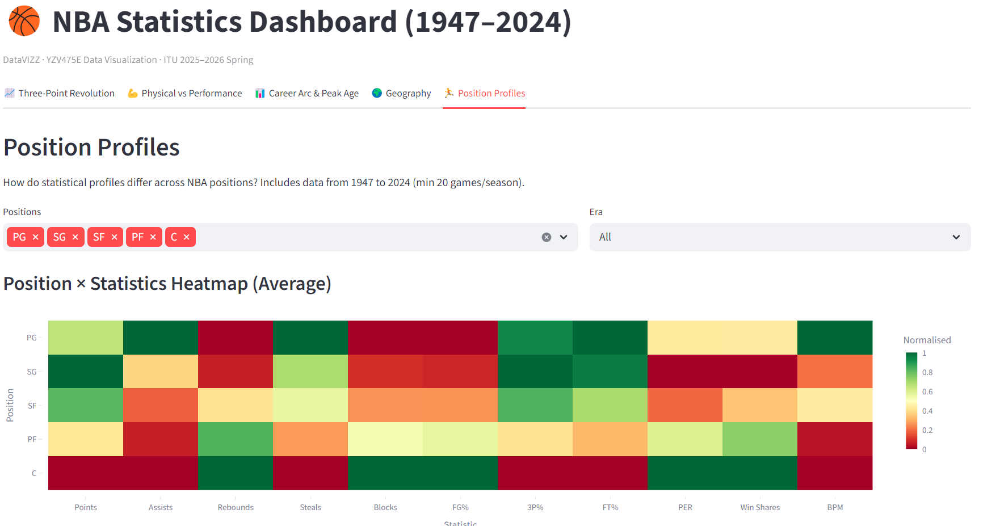 NBA Statistics Dashboard (1947–2024)
DataVIZZ · YZV475E Data Visualization · ITU 2025–2026 Spring
Three-Point Revolution Physical vs Performance Career Arc & Peak Age Geography Position Profiles
Position Profiles
How do statistical profiles differ across NBA positions? Includes data from 1947 to 2024 (min 20 games/season).
Positions Era
PG × SG × SF × PF × C × All
Position × Statistics Heatmap (Average)
Normalised
1
0.8
0.6
0.4
0.2
0
Position
PG
SG
SF
PF
C
Points Assists Rebounds Steals Blocks FG% 3P% FT% PER Win Shares BPM
Statistic